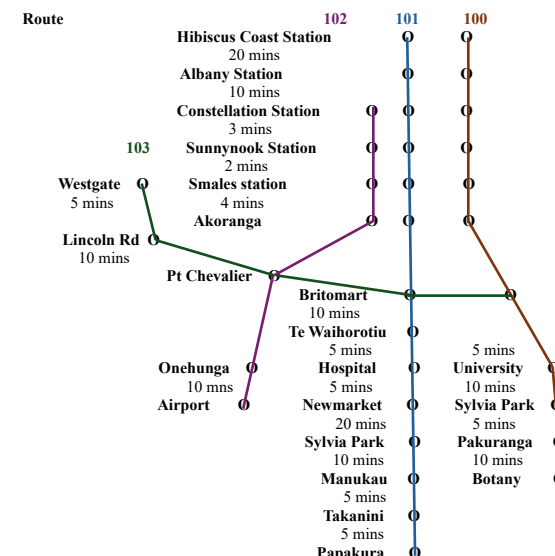 Route
102 101 100
Hibiscus Coast Station
20 mins
Albany Station
10 mins
Constellation Station
3 mins
103
Sunnynook Station
2 mins
Westgate
Smales station
5 mins
4 mins
Akoranga
Lincoln Rd
10 mins
Pt Chevalier
Britomart
10 mins
Te Waihorotiu
5 mins
5 mins
Onehunga
Hospital
University
10 mns
5 mins
10 mins
Airport
Newmarket
Sylvia Park
20 mins
5 mins
Sylvia Park
Pakuranga
10 mins
10 mins
Manukau
Botany
5 mins
Takanini
5 mins
Papakura